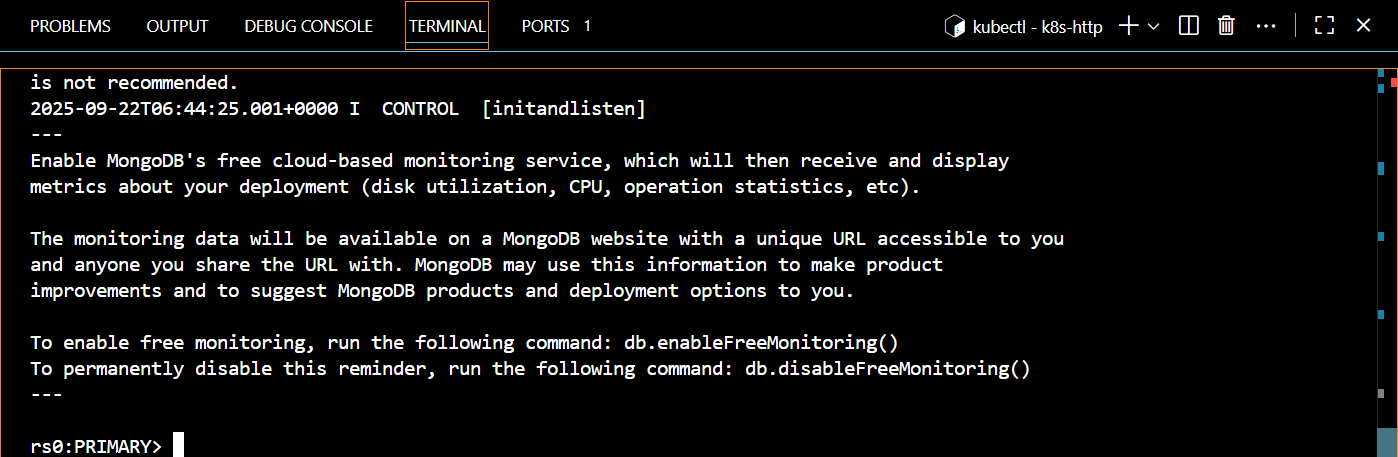 PROBLEMS OUTPUT DEBUG CONSOLE TERMINAL PORTS 1 kubectl - k8s-http
is not recommended.
2025-09-22T06:44:25.001+0000 I  CONTROL  [initandlisten]
---
Enable MongoDB's free cloud-based monitoring service, which will then receive and display
metrics about your deployment (disk utilization, CPU, operation statistics, etc).
The monitoring data will be available on a MongoDB website with a unique URL accessible to you
and anyone you share the URL with. MongoDB may use this information to make product
improvements and to suggest MongoDB products and deployment options to you.
To enable free monitoring, run the following command: db.enableFreeMonitoring()
To permanently disable this reminder, run the following command: db.disableFreeMonitoring()
---
rs0:PRIMARY>